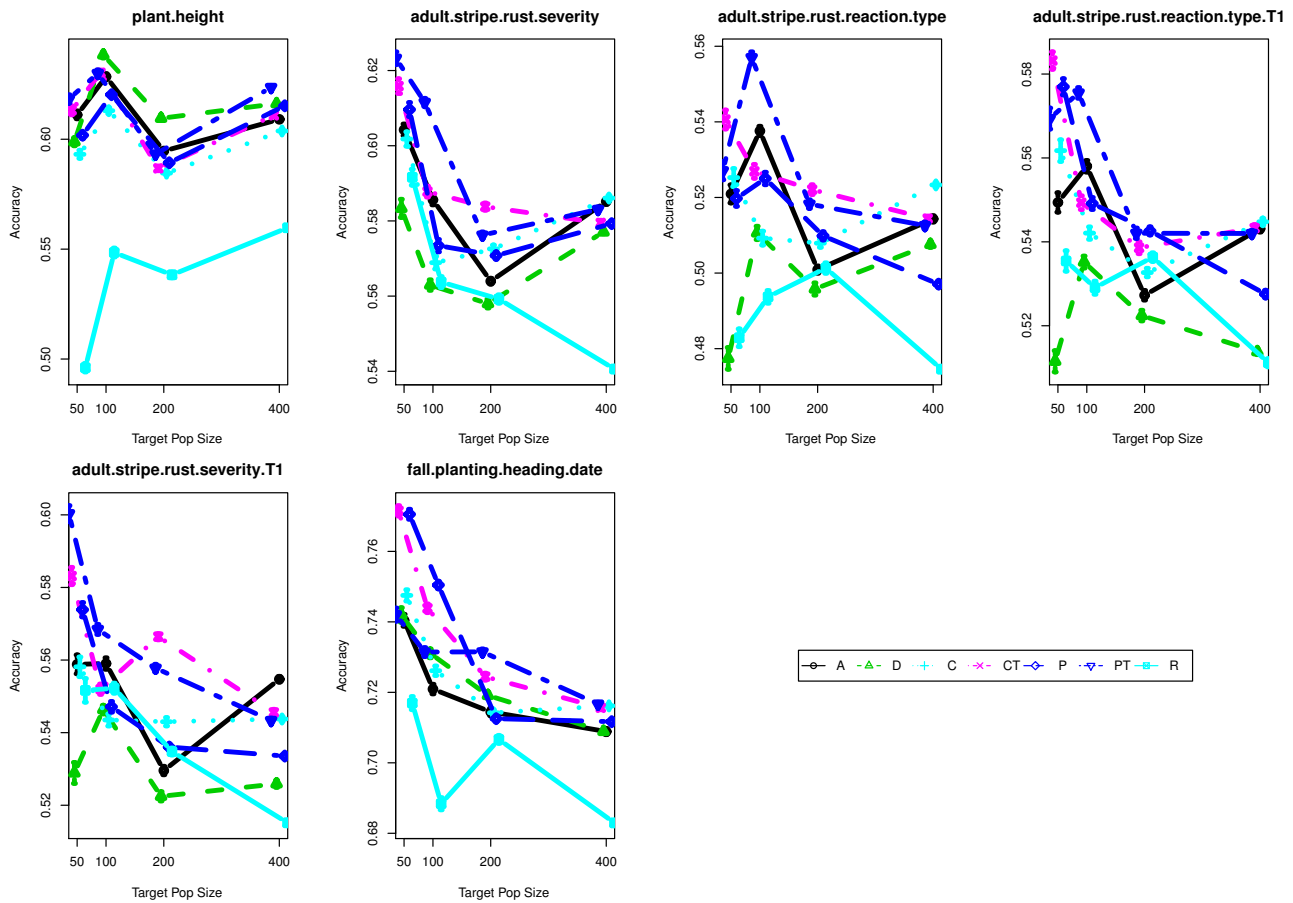 plant.height
Accuracy
0.60
0.55
0.50
50 100 200 400
Target Pop Size
adult.stripe.rust.severity
Accuracy
0.62
0.60
0.58
0.56
0.54
50 100 200 400
Target Pop Size
adult.stripe.rust.reaction.type
Accuracy
0.56
0.54
0.52
0.50
0.48
50 100 200 400
Target Pop Size
adult.stripe.rust.reaction.type.T1
Accuracy
0.58
0.56
0.54
0.52
50 100 200 400
Target Pop Size
adult.stripe.rust.severity.T1
Accuracy
0.60
0.58
0.56
0.54
0.52
50 100 200 400
Target Pop Size
fall.planting.heading.date
Accuracy
0.76
0.74
0.72
0.70
0.68
50 100 200 400
Target Pop Size
A D C CT P PT R